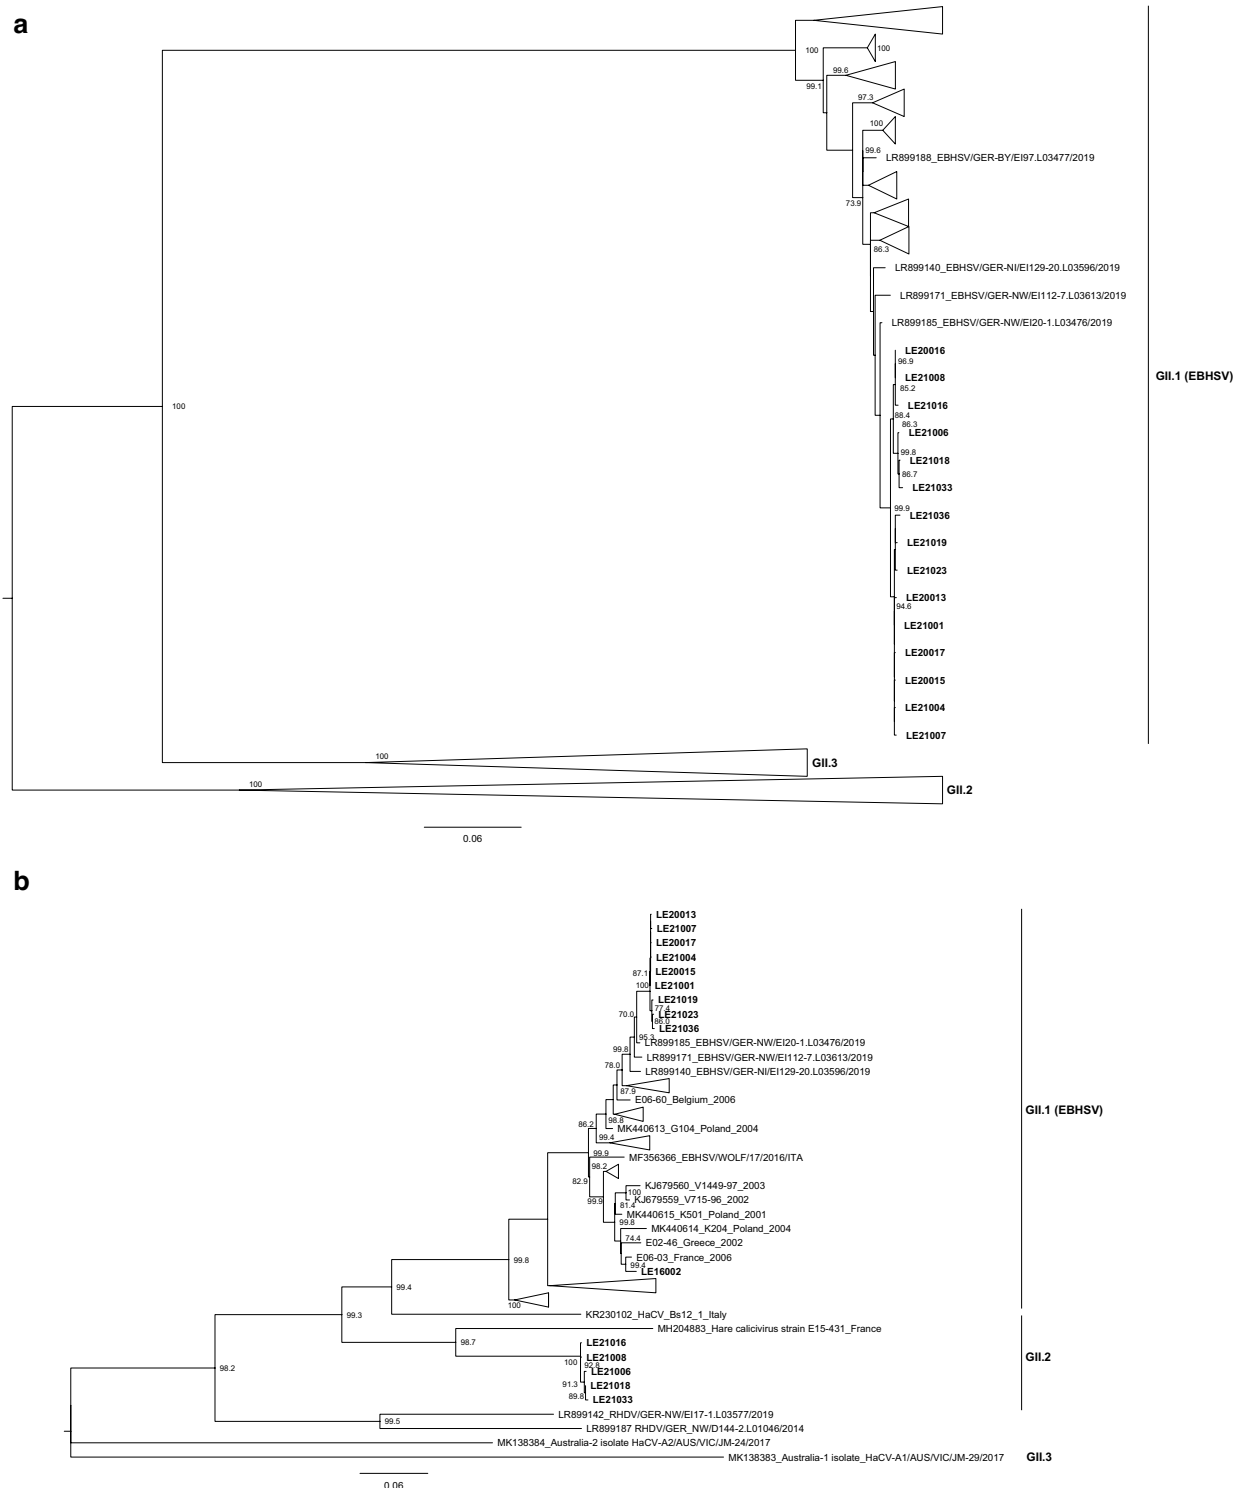 a
100
100
99.6
99.1
97.3
100
99.6
LR899188_EBHSV/GER-BY/EI97.L03477/2019
73.9
86.3
LR899140_EBHSV/GER-NI/EI129-20.L03596/2019
LR899171_EBHSV/GER-NW/EI112-7.L03613/2019
LR899185_EBHSV/GER-NW/EI20-1.L03476/2019
LE20016
96.9
LE21008
GII.1 (EBHSV)
85.2
LE21016
100
88.4
86.3
LE21006
99.8
LE21018
86.7
LE21033
99.9
LE21036
LE21019
LE21023
LE20013
94.6
LE21001
LE20017
LE20015
LE21004
LE21007
100
GII.3
100
GII.2
0.06
b
LE20013
LE21007
LE20017
LE21004
87.1
LE20015
100
LE21001
LE21019
77.4
70.0
LE21023
86.0
LE21036
95.3
LR899185_EBHSV/GER-NW/EI20-1.L03476/2019
99.8
LR899171_EBHSV/GER-NW/EI112-7.L03613/2019
78.0
LR899140_EBHSV/GER-NI/EI129-20.L03596/2019
87.9
E06-60_Belgium_2006
GII.1 (EBHSV)
98.8
86.2
MK440613_G104_Poland_2004
99.4
99.9
MF356366_EBHSV/WOLF/17/2016/ITA
98.2
82.9
KJ679560_V1449-97_2003
100
99.9
KJ679559_V715-96_2002
81.4
MK440615_K501_Poland_2001
99.8
MK440614_K204_Poland_2004
74.4
E02-46_Greece_2002
E06-03_France_2006
99.8
99.4
LE16002
99.4
100
99.3
KR230102_HaCV_Bs12_1_Italy
MH204883_Hare calicivirus strain E15-431_France
98.7
LE21016
GII.2
100
LE21008
92.8
98.2
LE21006
91.3
LE21018
89.8
LE21033
LR899142_RHDV/GER-NW/EI17-1.L03577/2019
99.5
LR899187 RHDV/GER_NW/D144-2.L01046/2014
MK138384_Australia-2 isolate HaCV-A2/AUS/VIC/JM-24/2017
MK138383_Australia-1 isolate_HaCV-A1/AUS/VIC/JM-29/2017
GII.3
0.06